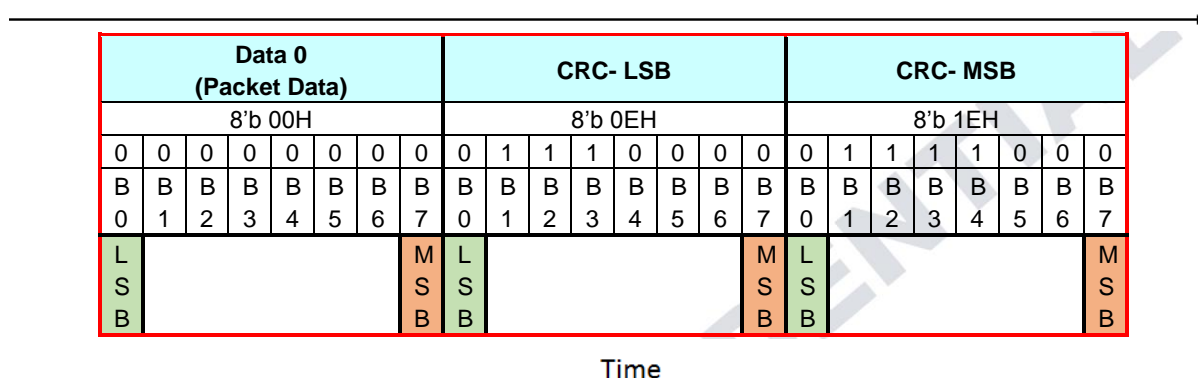 Data 0
(Packet Data)
CRC- LSB
CRC- MSB
8’b 00H
8’b 0EH
8’b 1EH
0 0 0 0 0 0 0 0 0 1 1 1 0 0 0 0 0 1 1 1 1 0 0 0
B B B B B B B B B B B B B B B B B B B B B B B B
0 1 2 3 4 5 6 7 0 1 2 3 4 5 6 7 0 1 2 3 4 5 6 7
L M L M L M
S S S S S S
B B B B B B
Time
ENTIAL